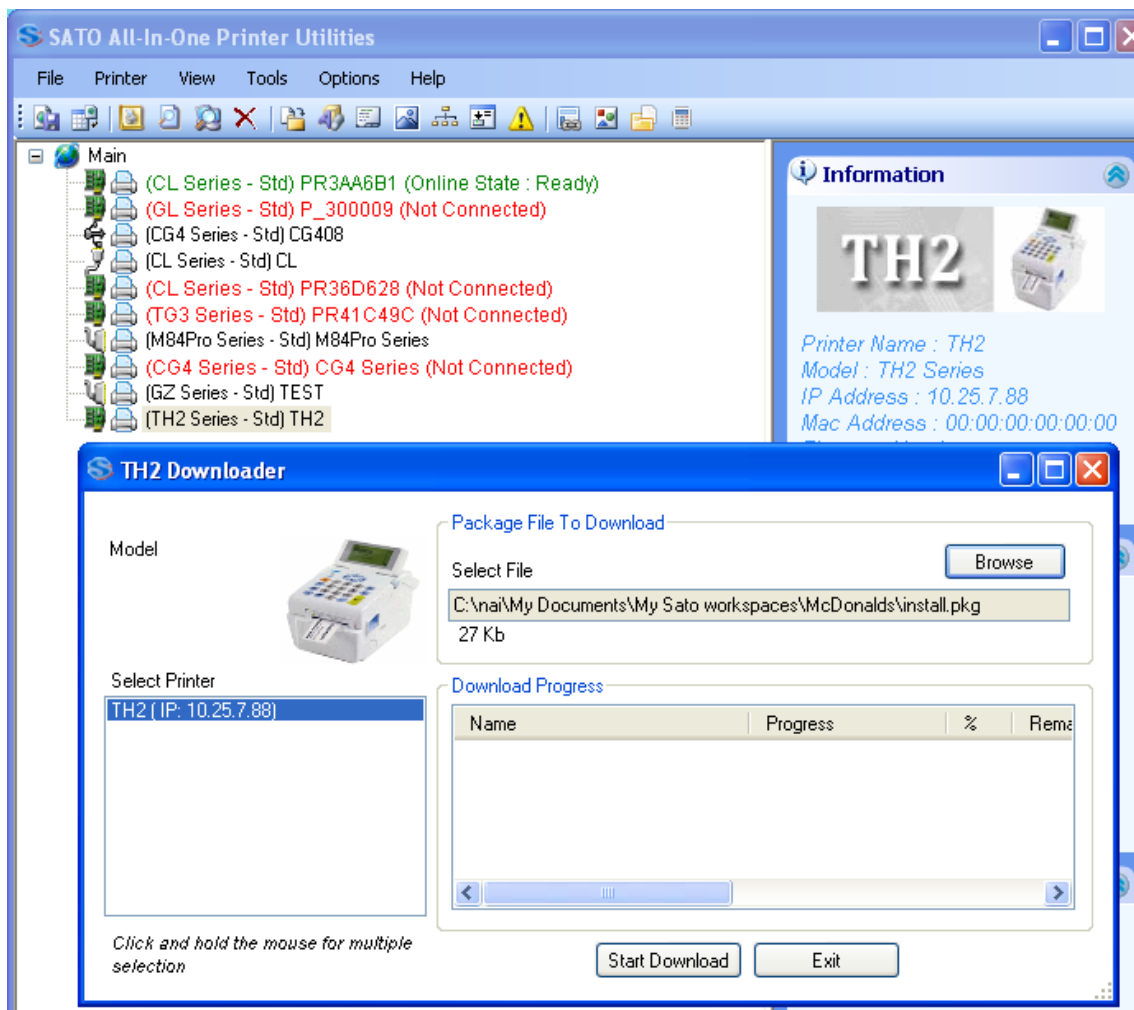 SATO All-In-One Printer Utilities
File Printer View Tools Options Help
Main
(CL Series - Std) PR3AA6B1 (Online State : Ready)
(GL Series - Std) P_300009 (Not Connected)
(CG4 Series - Std) CG408
(CL Series - Std) CL
(CL Series - Std) PR36D628 (Not Connected)
(TG3 Series - Std) PR41C49C (Not Connected)
(M84Pro Series - Std) M84Pro Series
(CG4 Series - Std) CG4 Series (Not Connected)
(GZ Series - Std) TEST
(TH2 Series - Std) TH2
Information
TH2
Printer Name : TH2
Model : TH2 Series
IP Address : 10.25.7.88
Mac Address : 00:00:00:00:00:00
TH2 Downloader
Model
Package File To Download
Browse
Select File
C:\nai\My Documents\My Sato workspaces\McDonalds\install.pkg
27 Kb
Select Printer
TH2 ( IP: 10.25.7.88)
Download Progress
Name Progress % Rema
Click and hold the mouse for multiple
selection
Start Download Exit